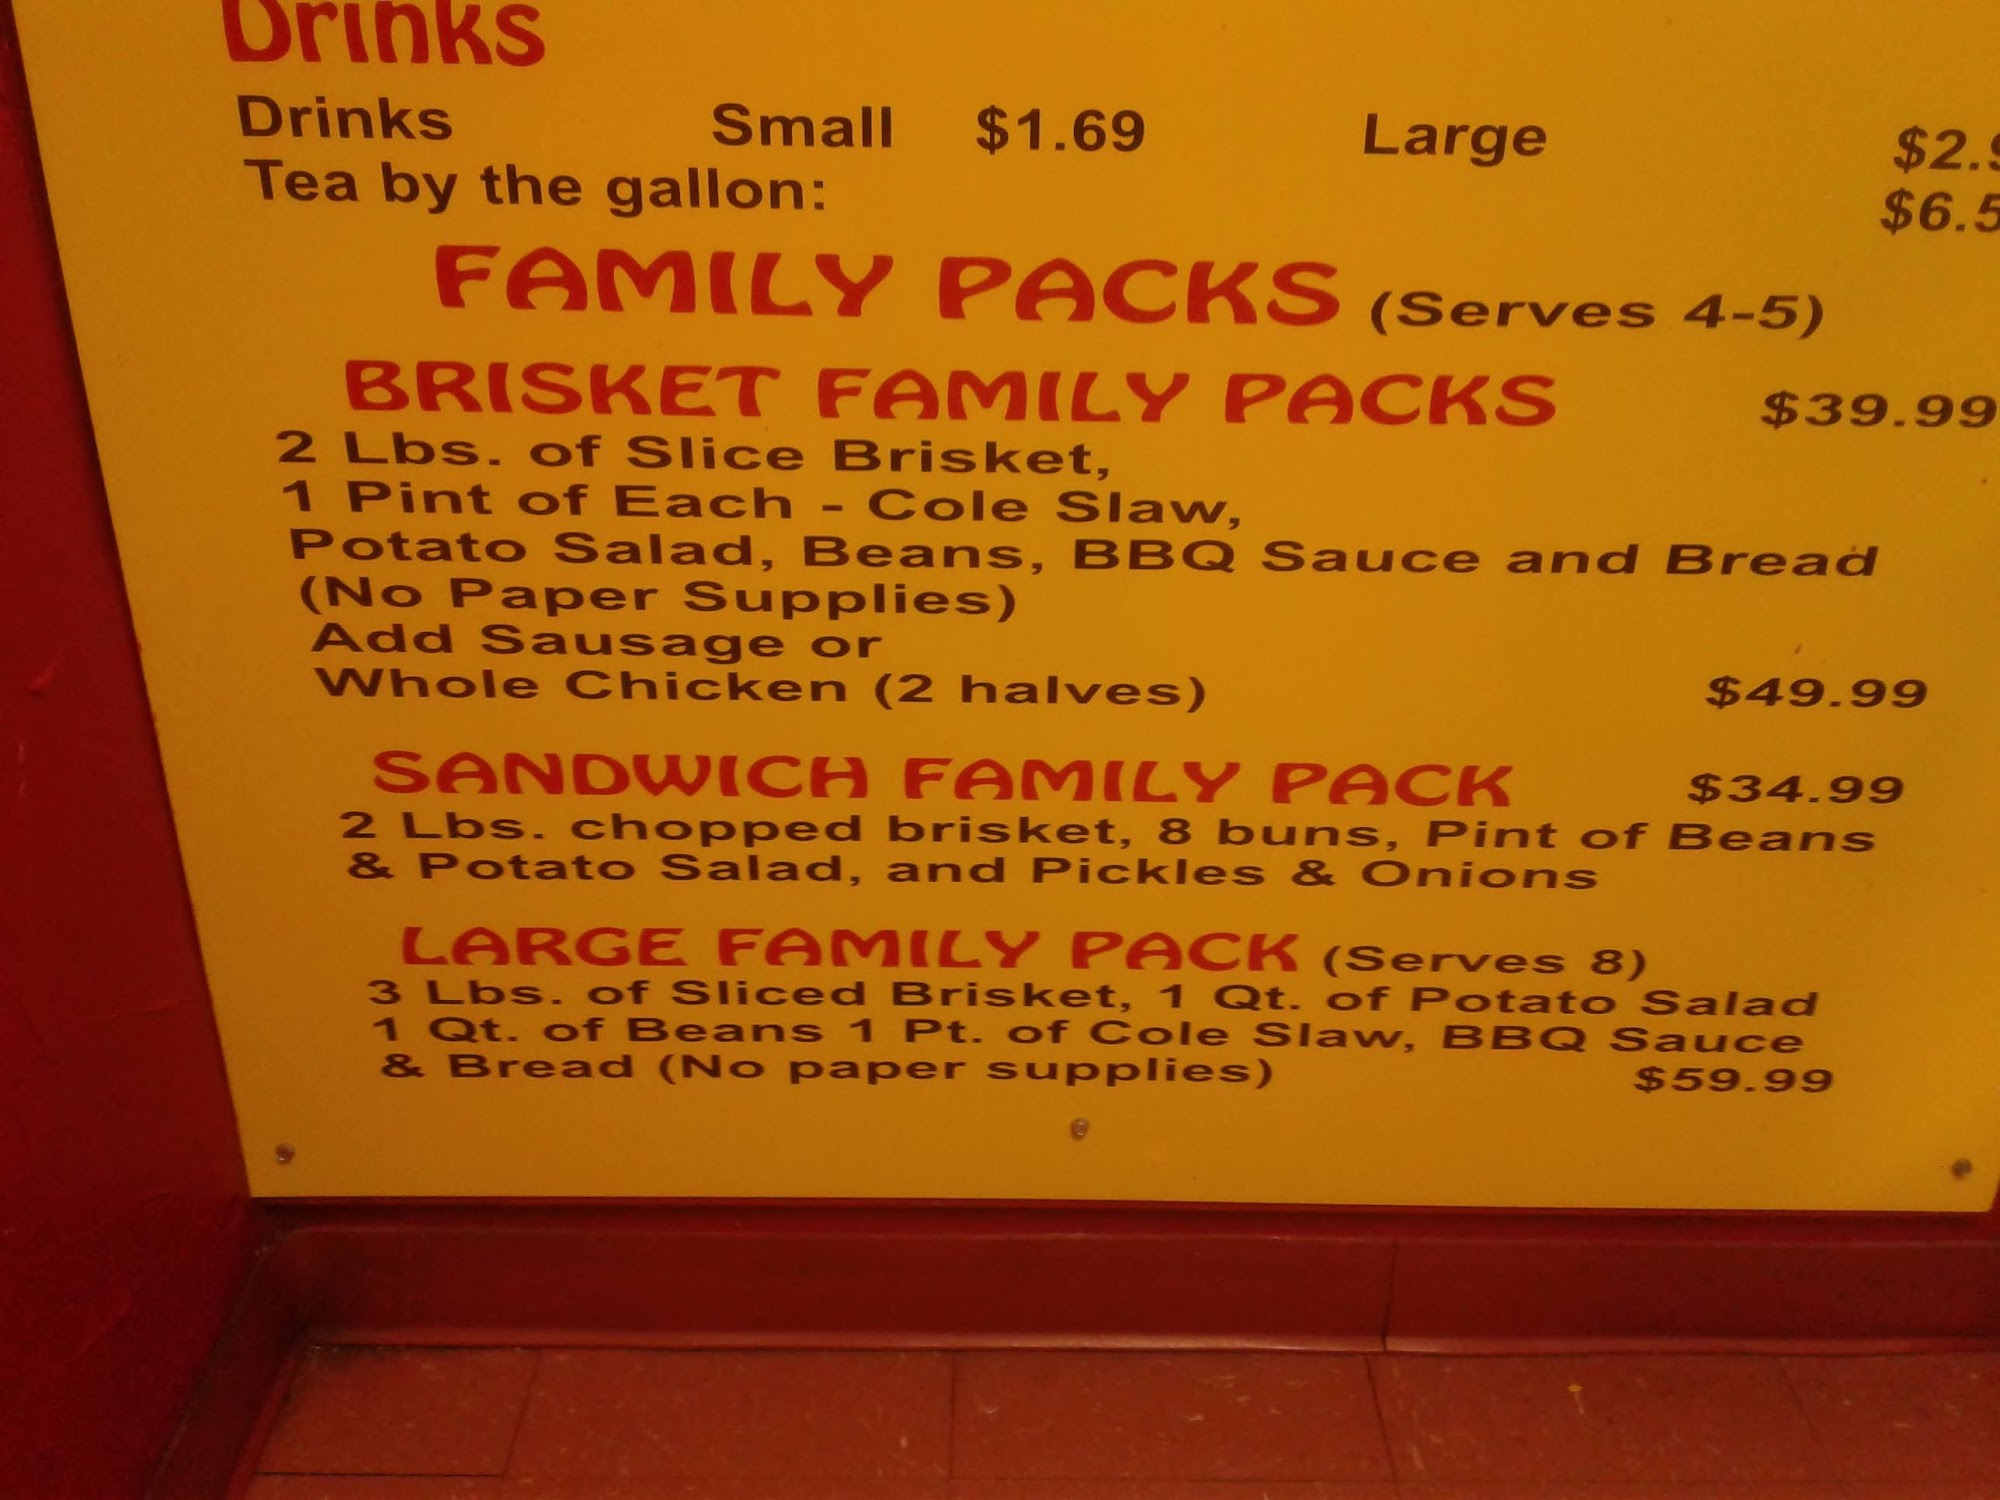 Drinks
Drinks Small $1.69 Large
Tea by the gallon:
FAMILY PACKS (Serves 4-5)
BRISKET FAMILY PACKS $39.99
2 Lbs. of Slice Brisket,
1 Pint of Each - Cole Slaw,
Potato Salad, Beans, BBQ Sauce and Bread
(No Paper Supplies)
Add Sausage or
Whole Chicken (2 halves) $49.99
SANDWICH FAMILY PACK $34.99
2 Lbs. chopped brisket, 8 buns, Pint of Beans
& Potato Salad, and Pickles & Onions
LARGE FAMILY PACK (Serves 8)
3 Lbs. of Sliced Brisket, 1 Qt. of Potato Salad
1 Qt. of Beans 1 Pt. of Cole Slaw, BBQ Sauce
& Bread (No paper supplies) $59.99